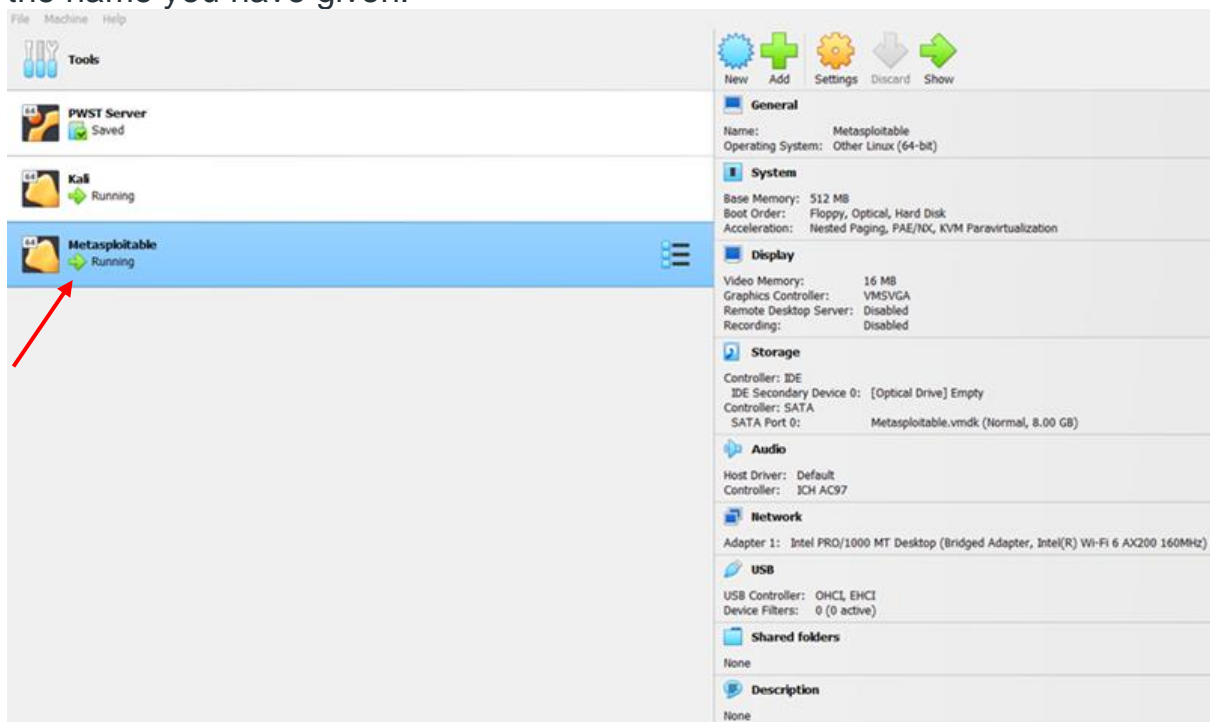 the name you have given.
File Machine Help
Tools
PWST Server
Saved
Kali
Running
Metasploitable
Running
New Add Settings Discard Show
General
Name: Metasploitable
Operating System: Other Linux (64-bit)
System
Base Memory: 512 MB
Boot Order: Floppy, Optical, Hard Disk
Acceleration: Nested Paging, PAE/NX, KVM Paravirtualization
Display
Video Memory: 16 MB
Graphics Controller: VMSVGA
Remote Desktop Server: Disabled
Recording: Disabled
Storage
Controller: IDE
IDE Secondary Device 0: [Optical Drive] Empty
Controller: SATA
SATA Port 0: Metasploitable.vmdk (Normal, 8.00 GB)
Audio
Host Driver: Default
Controller: ICH AC97
Network
Adapter 1: Intel PRO/1000 MT Desktop (Bridged Adapter, Intel(R) Wi-Fi 6 AX200 160MHz)
USB
USB Controller: OHCI, EHCI
Device Filters: 0 (0 active)
Shared folders
None
Description
None